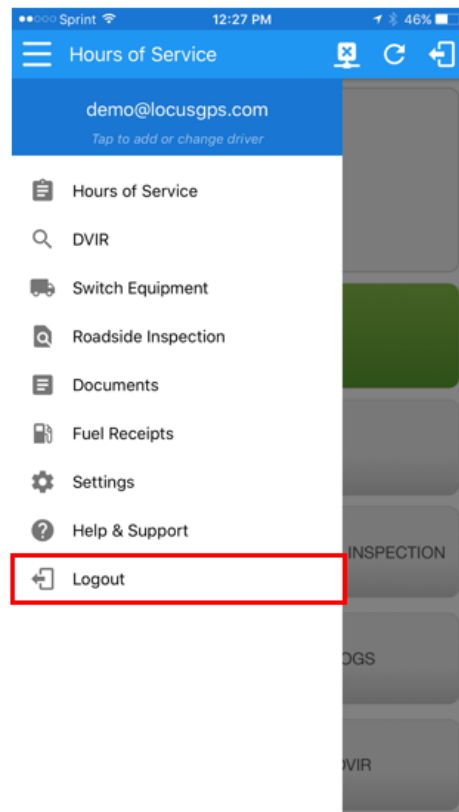 Sprint 12:27 PM 46%
Hours of Service
demo@locusgps.com
Tap to add or change driver
Hours of Service
DVIR
Switch Equipment
Roadside Inspection
Documents
Fuel Receipts
Settings
Help & Support
INSPECTION
Logout
OGS
VIR